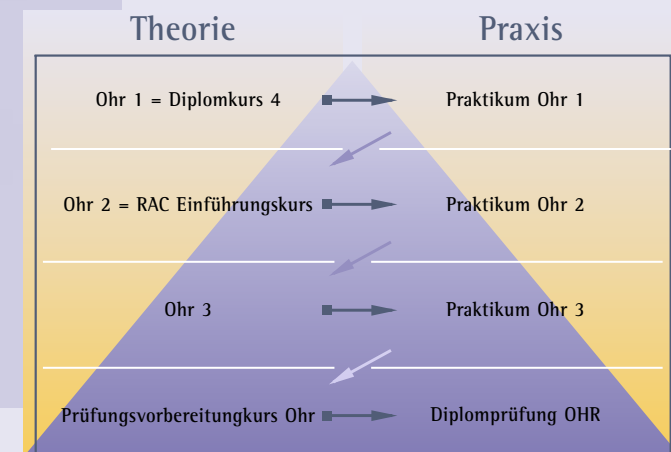 Theorie Praxis
Ohr 1 = Diplomkurs 4 Praktikum Ohr 1
Ohr 2 = RAC Einführungskurs Praktikum Ohr 2
Ohr 3 Praktikum Ohr 3
Prüfungsvorbereitungkurs Ohr Diplomprüfung OHR